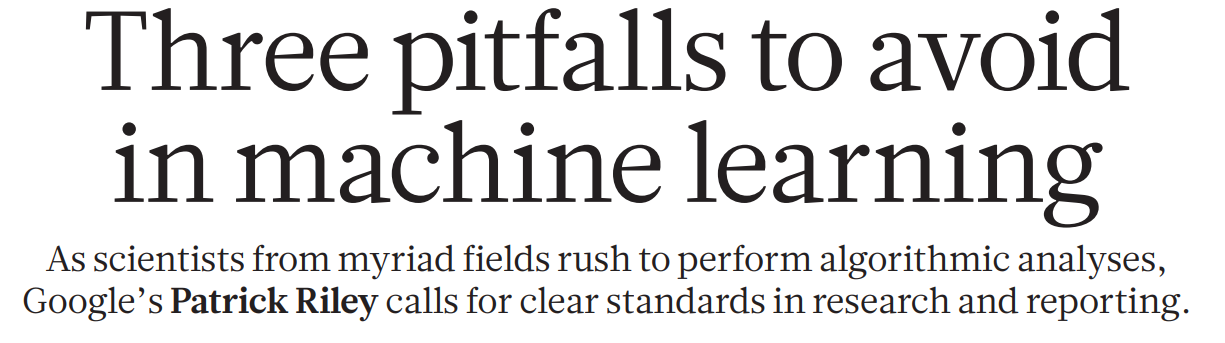 Three pitfalls to avoid
in machine learning
As scientists from myriad fields rush to perform algorithmic analyses,
Google’s Patrick Riley calls for clear standards in research and reporting.